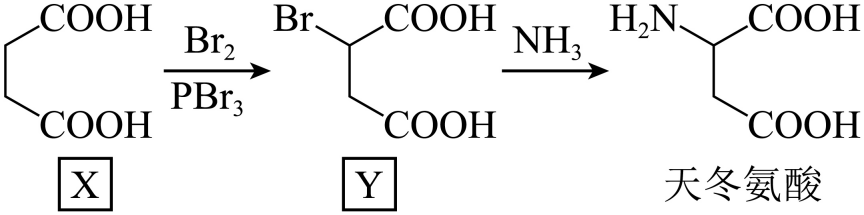 COOH
COOH
X
Br₂
PBr₃
Br
COOH
COOH
Y
NH₃
H₂N
COOH
COOH
天冬氨酸